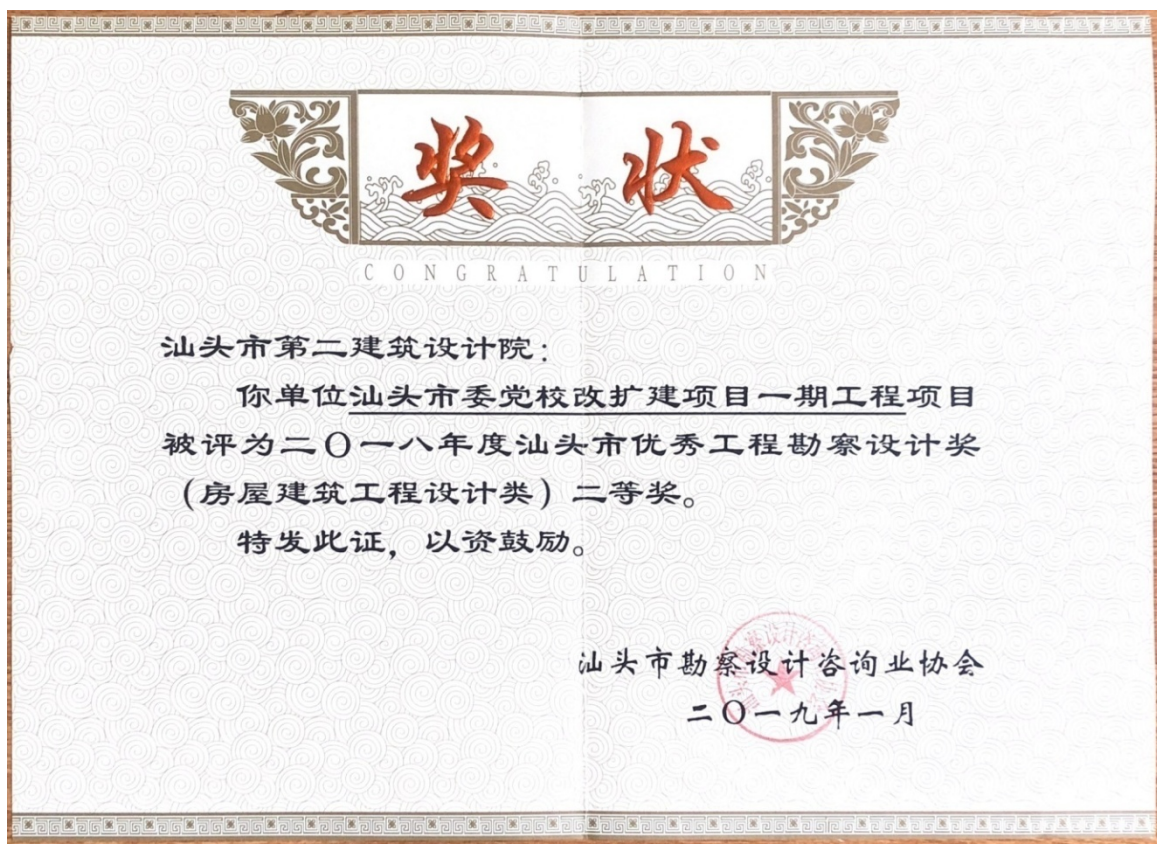 奖状
CONGRATULATION
汕头市第二建筑设计院：
你单位汕头市委党校改扩建项目一期工程项目
被评为二〇一八年度汕头市优秀工程勘察设计奖
（房屋建筑工程设计类）二等奖。
特发此证，以资鼓励。
汕头市勘察设计咨询业协会
二〇一九年一月